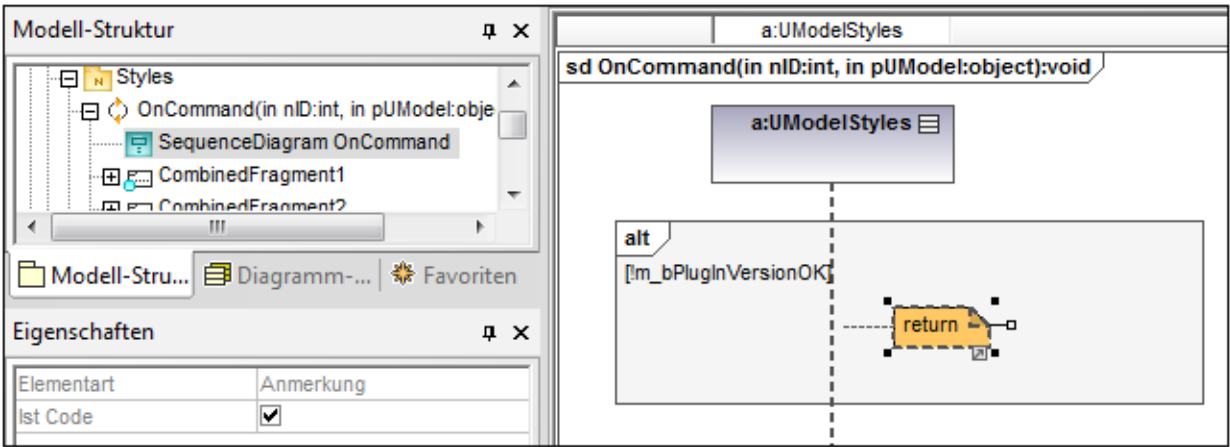 Modell-Struktur
Styles
OnCommand(in nID:int, in pUModel:obje
SequenceDiagram OnCommand
CombinedFragment1
CombinedFragment2
Modell-Stru...
Diagramm-...
Favoriten
Eigenschaften
Elementart Anmerkung
Ist Code
a:UModelStyles
sd OnCommand(in nID:int, in pUModel:object):void
a:UModelStyles
alt
[!m_bPlugInVersionOK]
return